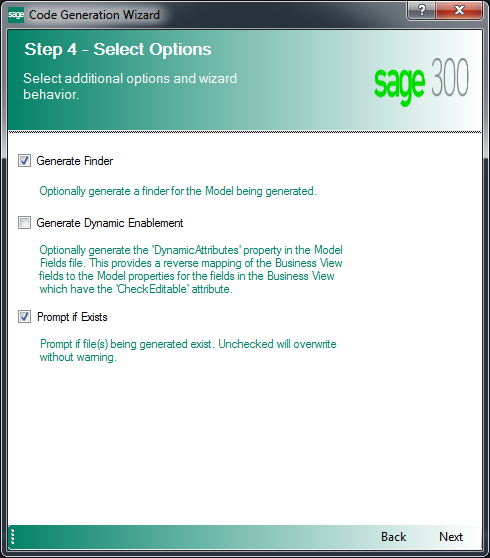 sage Code Generation Wizard
?
Step 4 - Select Options
Select additional options and wizard
behavior.
sage 300
Generate Finder
Optionally generate a finder for the Model being generated.
Generate Dynamic Enablement
Optionally generate the 'DynamicAttributes' property in the Model
Fields file. This provides a reverse mapping of the Business View
fields to the Model properties for the fields in the Business View
which have the 'CheckEditable' attribute.
Prompt if Exists
Prompt if file(s) being generated exist. Unchecked will overwrite
without warning.
Back Next